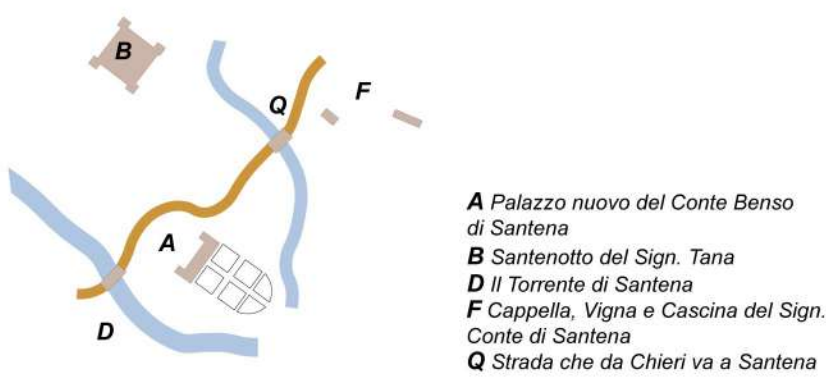 B
Q
F
A
D
A Palazzo nuovo del Conte Benso
di Santena
B Santenotto del Sign. Tana
D Il Torrente di Santena
F Cappella, Vigna e Cascina del Sign.
Conte di Santena
Q Strada che da Chieri va a Santena